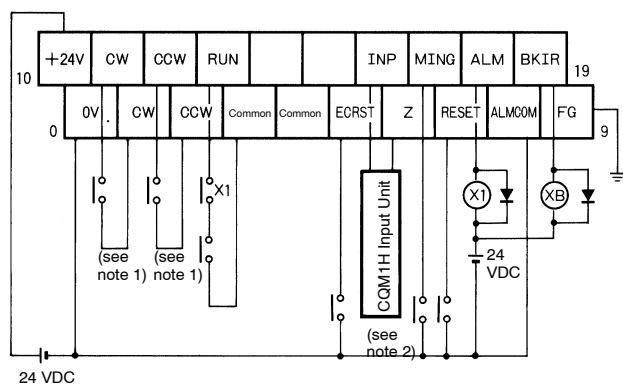 +24V CW CCW RUN INP MING ALM BKIR
10 19
0V. CW CCW Common Common ECRST Z RESET ALMCOM FG
0 9
X1
X1 XB
CQM1H Input Unit
(see note 1)
(see note 1)
24 VDC
(see note 2)
24 VDC